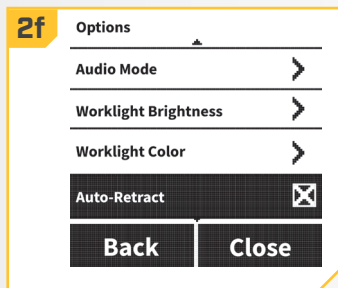 2f
Options
Audio Mode
Worklight Brightness
Worklight Color
Auto-Retract
Back Close